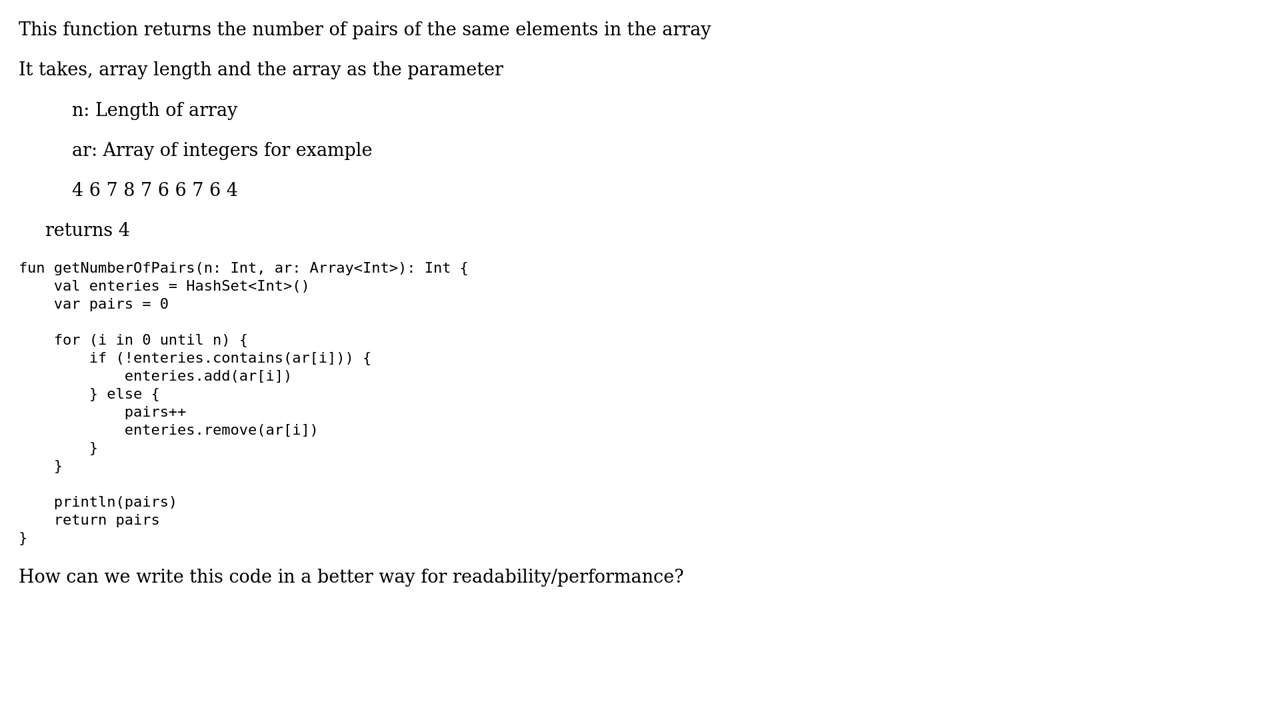 This function returns the number of pairs of the same elements in the array
It takes, array length and the array as the parameter
n: Length of array
ar: Array of integers for example
4 6 7 8 7 6 6 7 6 4
returns 4
fun getNumberOfPairs(n: Int, ar: Array<Int>): Int {
    val enteries = HashSet<Int>()
    var pairs = 0
    for (i in 0 until n) {
        if (!enteries.contains(ar[i])) {
            enteries.add(ar[i])
        } else {
            pairs++
            enteries.remove(ar[i])
        }
    }
    println(pairs)
    return pairs
}
How can we write this code in a better way for readability/performance?